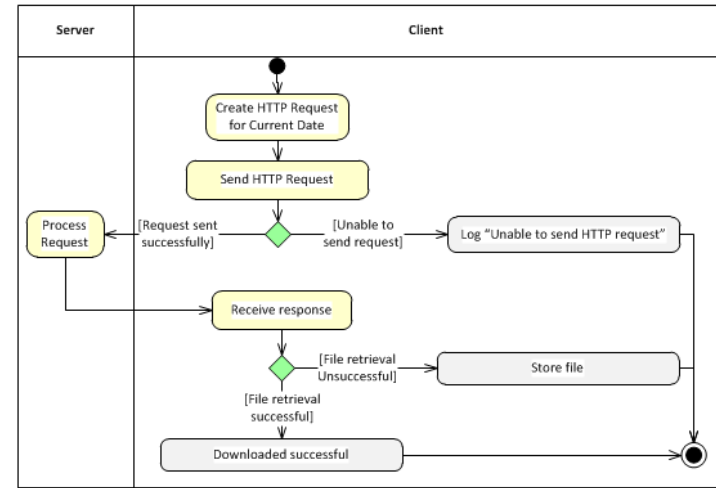 Server
Client
Create HTTP Request
for Current Date
Send HTTP Request
Process
Request
[Request sent
successfully]
[Unable to
send request]
Log “Unable to send HTTP request”
Receive response
[File retrieval
Unsuccessful]
Store file
[File retrieval
successful]
Downloaded successful